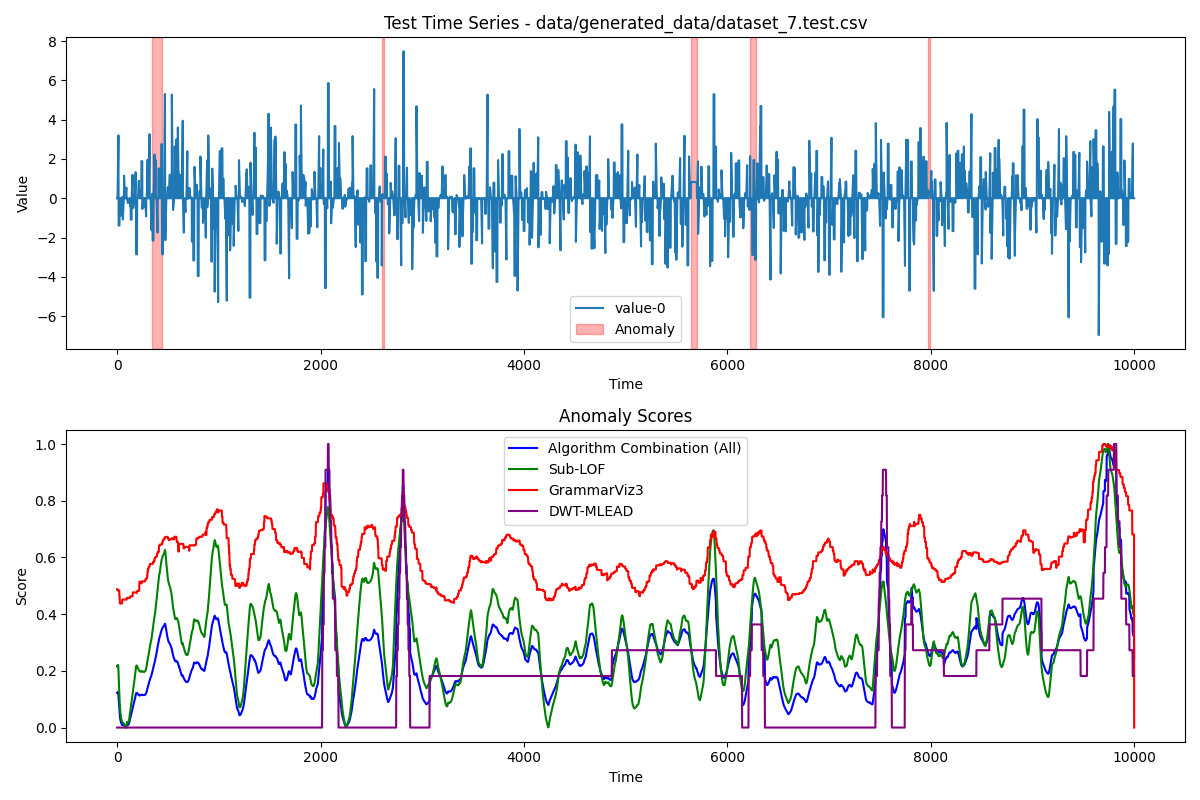 Test Time Series - data/generated_data/dataset_7.test.csv
8
6
4
2
0
−2
−4
−6
Value
value-0
Anomaly
0 2000 4000 6000 8000 10000
Time
Anomaly Scores
1.0
0.8
0.6
0.4
0.2
0.0
Score
Algorithm Combination (All)
Sub-LOF
GrammarViz3
DWT-MLEAD
0 2000 4000 6000 8000 10000
Time